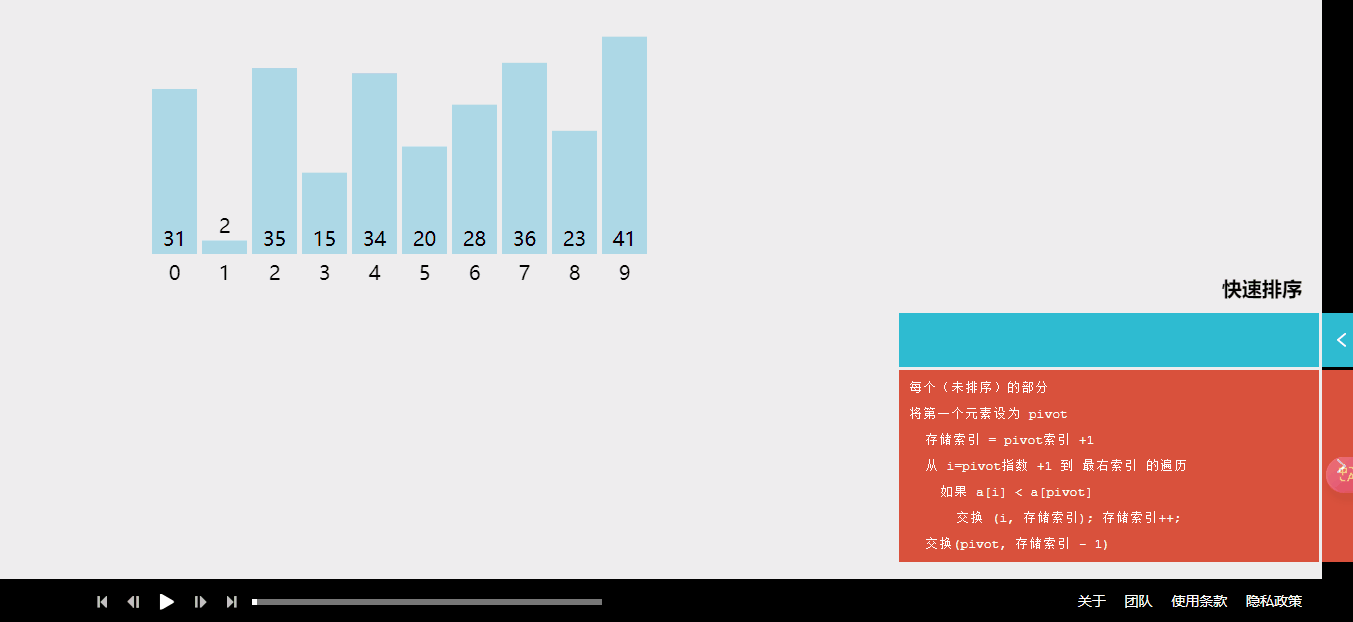 2
31 35 15 34 20 28 36 23 41
0 1 2 3 4 5 6 7 8 9
快速排序
每个（未排序）的部分
将第一个元素设为 pivot
存储索引 = pivot索引 +1
从 i=pivot指数 +1 到 最右索引 的遍历
如果 a[i] < a[pivot]
交换 (i, 存储索引); 存储索引++;
交换(pivot, 存储索引 - 1)
关于 团队 使用条款 隐私政策